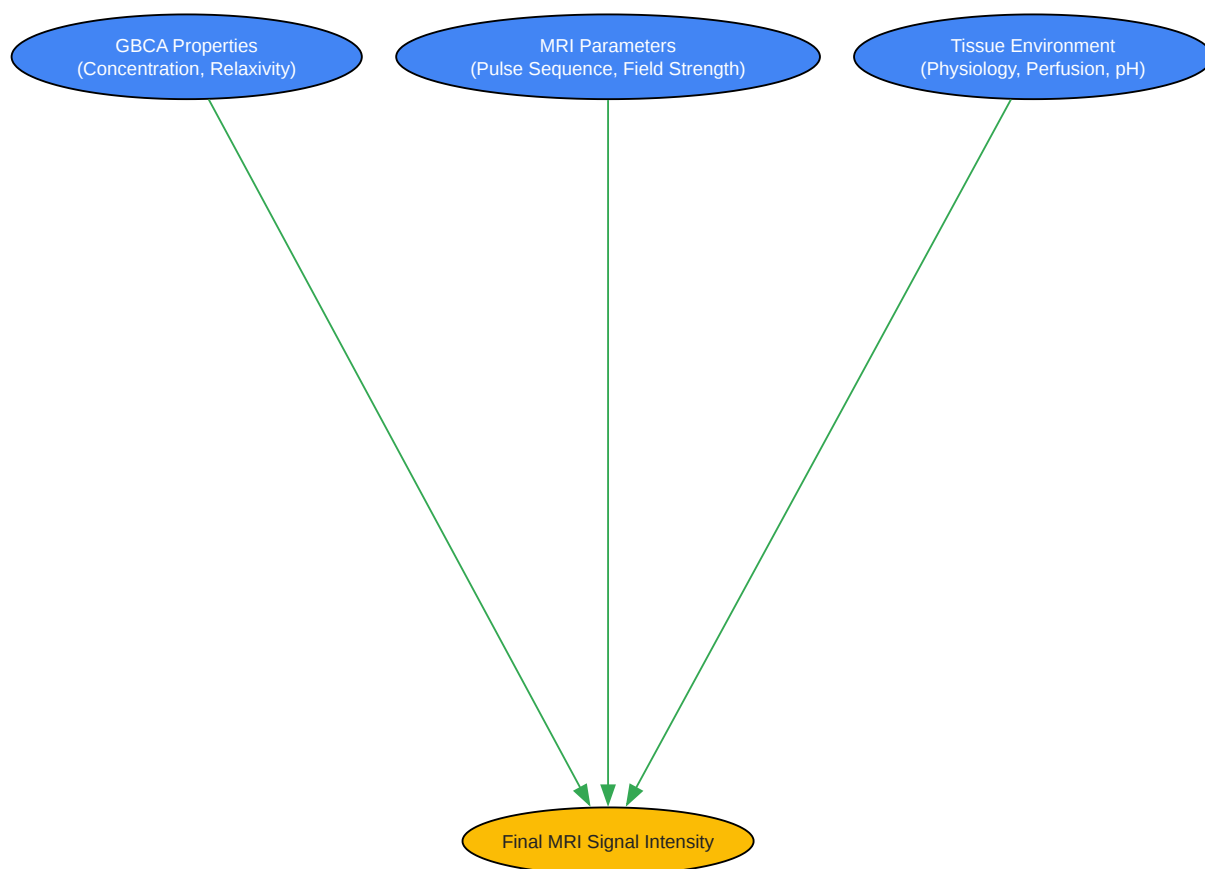 GBCA Properties
(Concentration, Relaxivity)
MRI Parameters
(Pulse Sequence, Field Strength)
Tissue Environment
(Physiology, Perfusion, pH)
Final MRI Signal Intensity